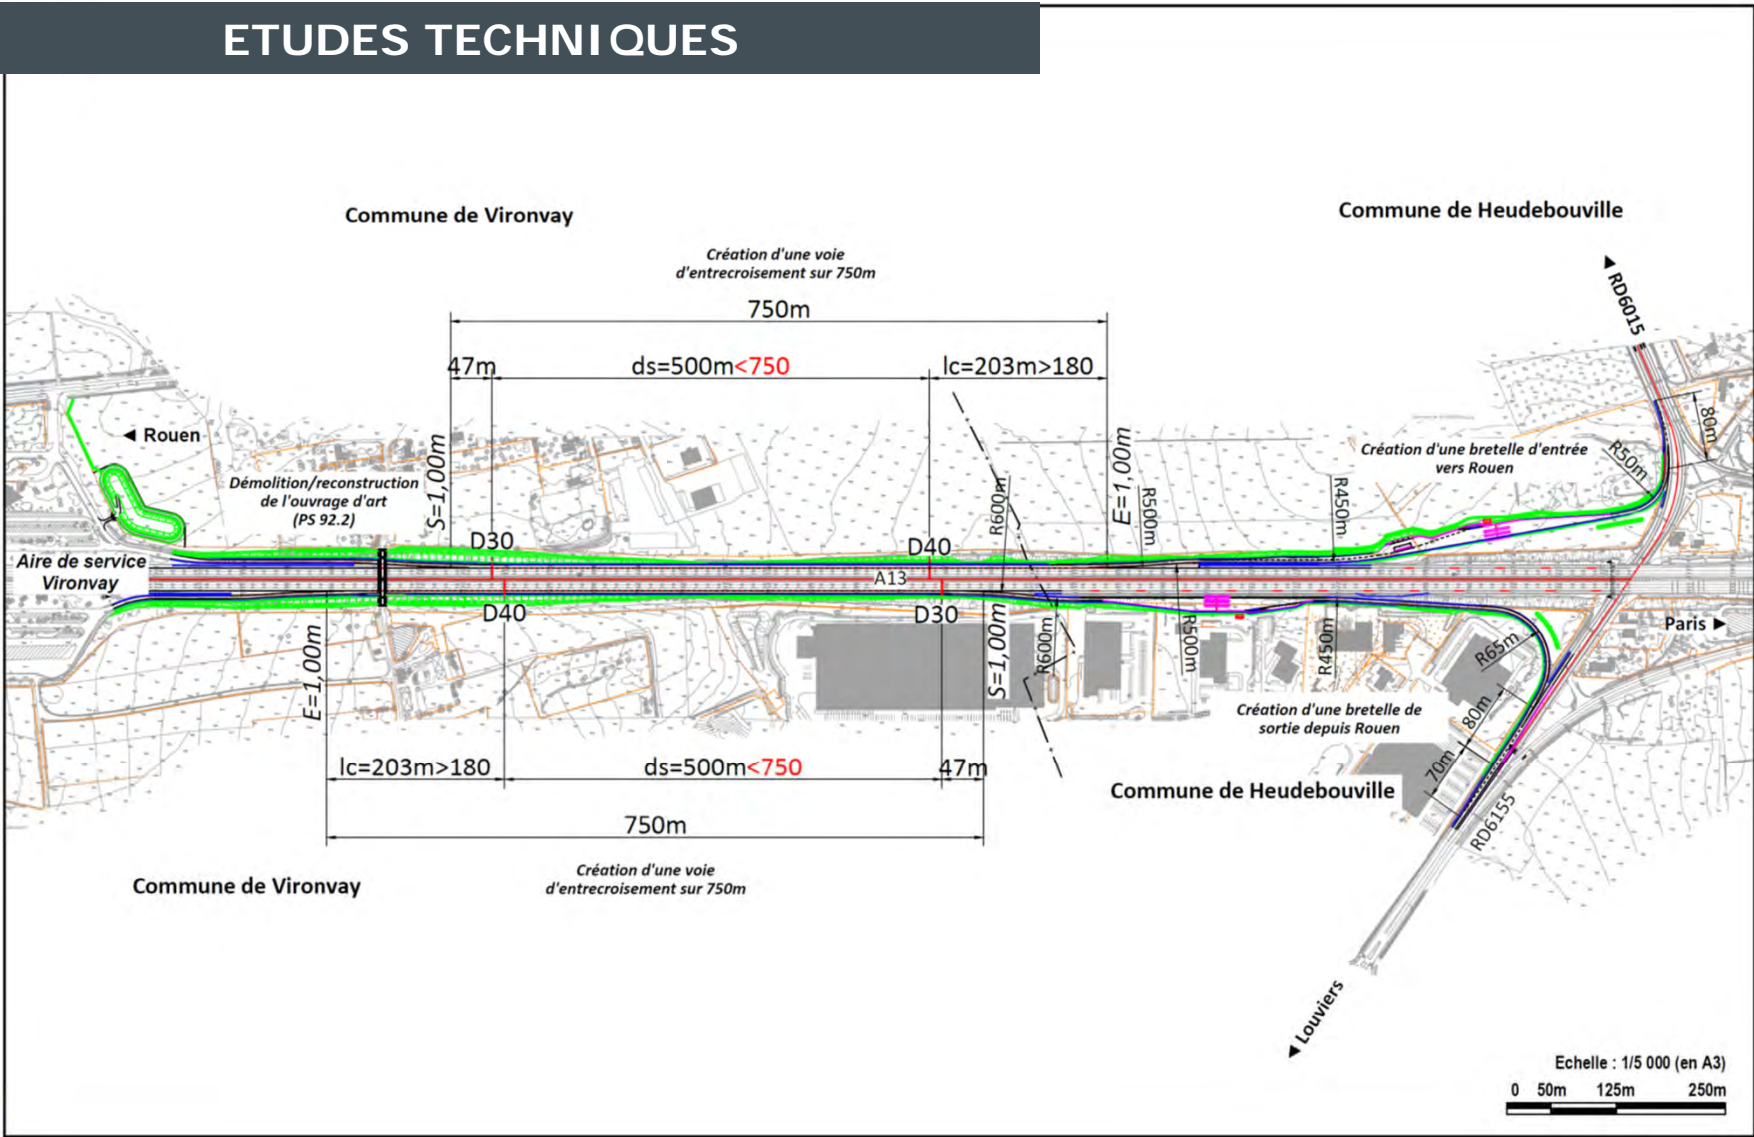 ETUDES TECHNIQUES
Commune de Vironvay
Commune de Heudebouville
Création d'une voie
d'entrecroisement sur 750m
750m
47m
ds=500m<750
lc=203m>180
RD6015
80m
◄ Rouen
Démolition/reconstruction
de l'ouvrage d'art
(PS 92.2)
S=1,00m
R600m
E=1,00m
R500m
R450m
Création d'une bretelle d'entrée
vers Rouen
R50m
Aire de service
Vironvay
D30
D40
A13
D40
D30
Paris ►
E=1,00m
S=1,00m
R600m
R500m
R450m
R65m
Création d'une bretelle de
sortie depuis Rouen
80m
70m
lc=203m>180
ds=500m<750
47m
Commune de Heudebouville
RD6155
750m
Création d'une voie
d'entrecroisement sur 750m
Commune de Vironvay
Louviers
Echelle : 1/5 000 (en A3)
0 50m 125m 250m